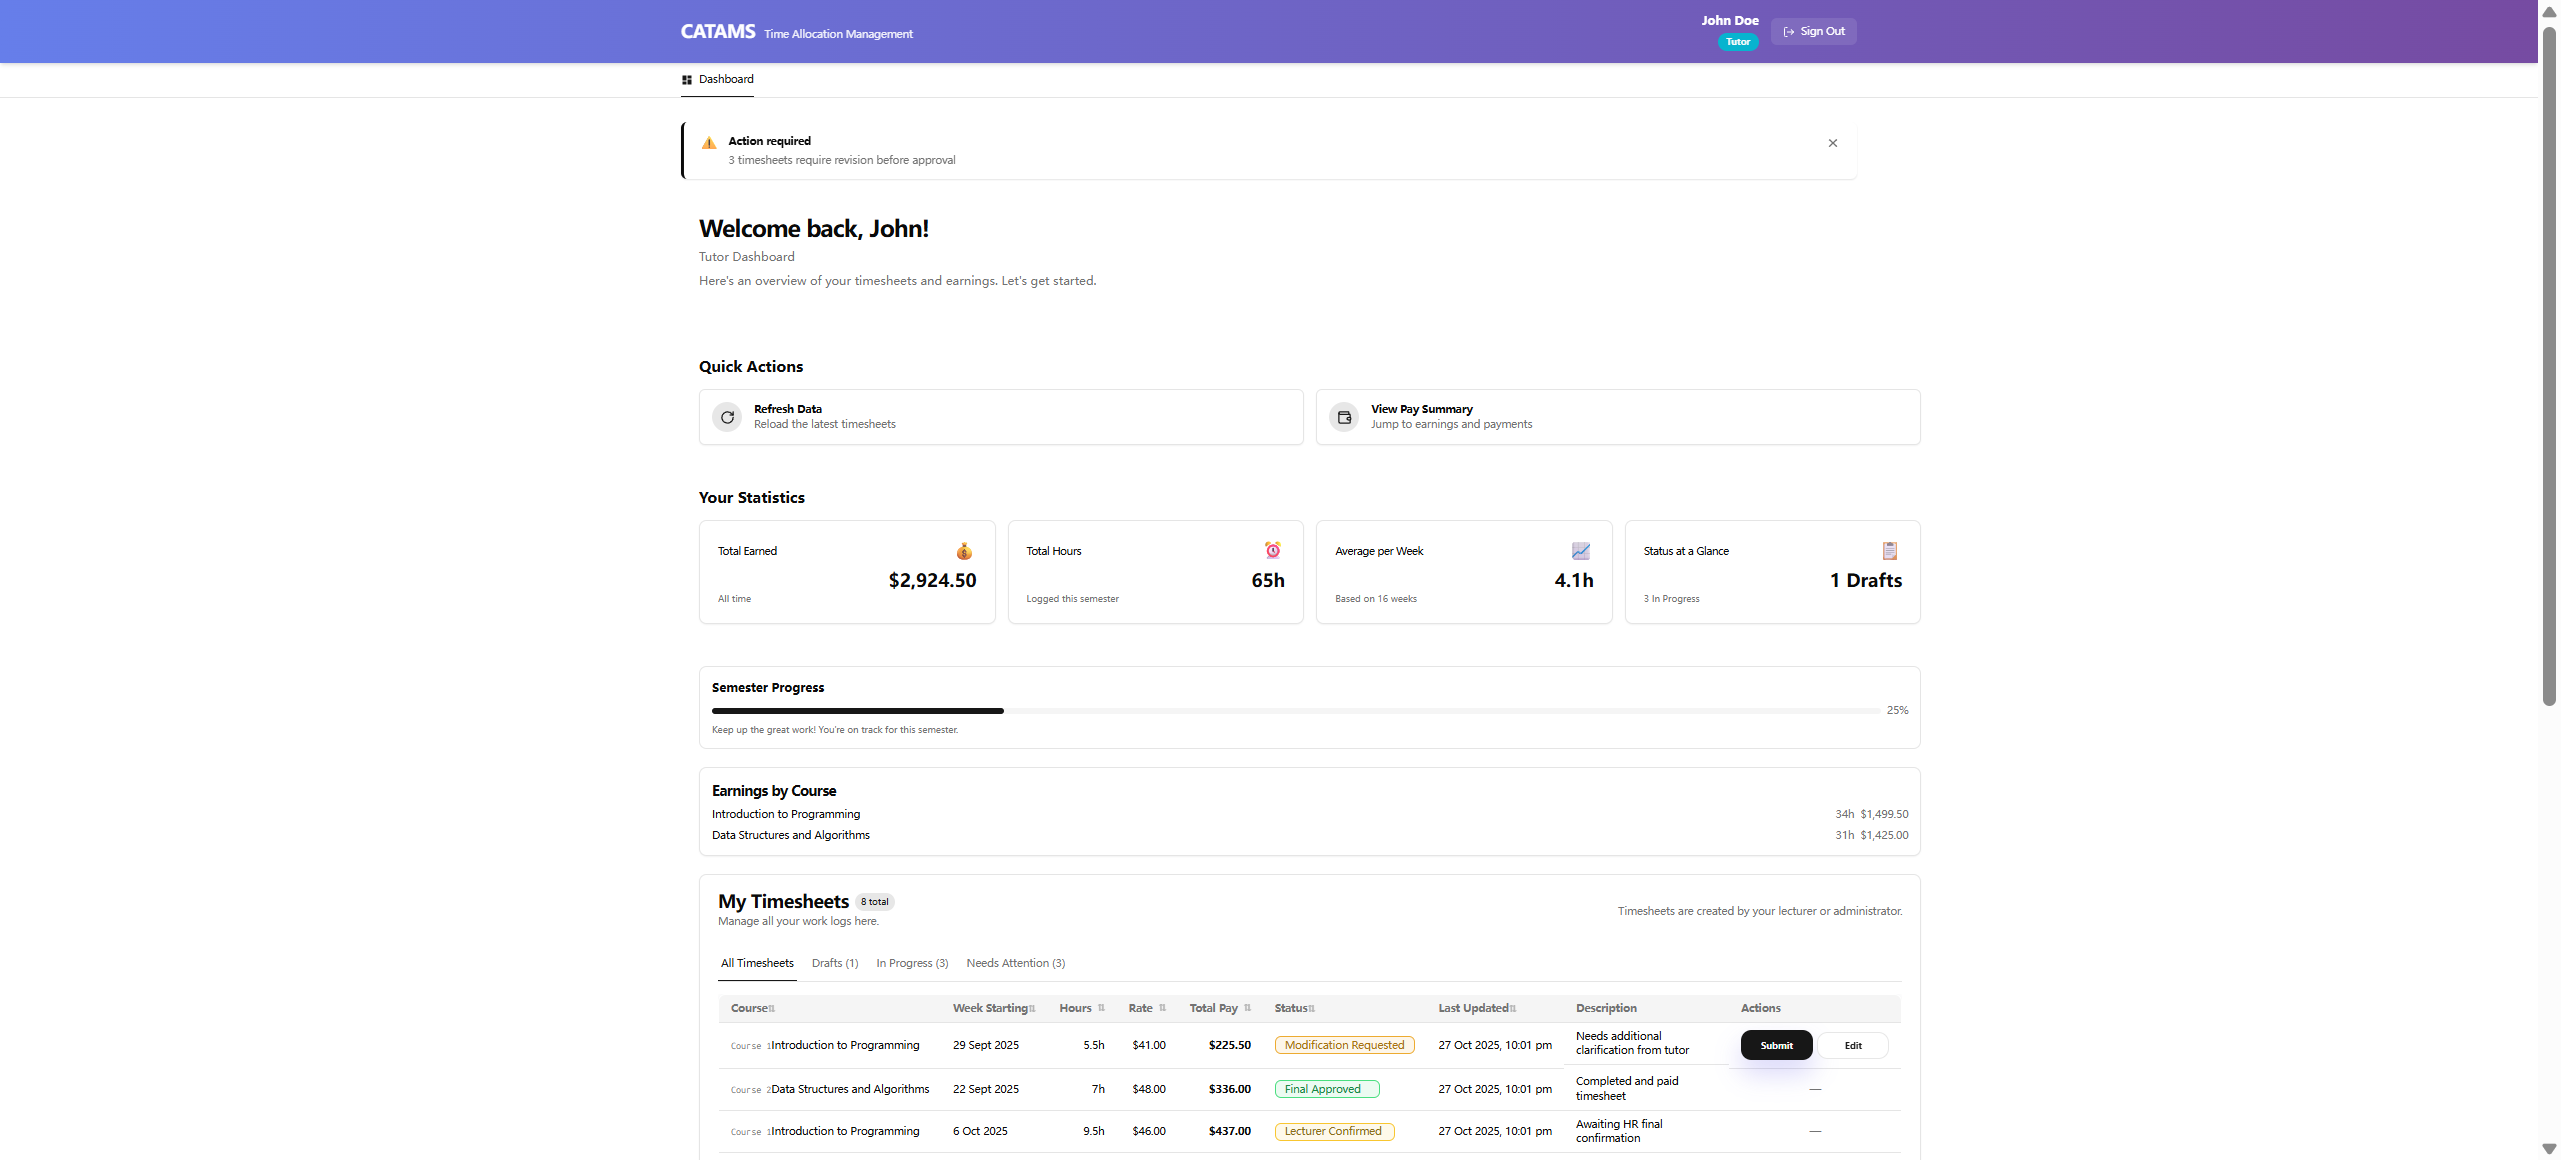 CATAMS Time Allocation Management
John Doe
Tutor
Sign Out
Dashboard
Action required
3 timesheets require revision before approval
Welcome back, John!
Tutor Dashboard
Here's an overview of your timesheets and earnings. Let's get started.
Quick Actions
Refresh Data
Reload the latest timesheets
View Pay Summary
Jump to earnings and payments
Your Statistics
Total Earned
$2,924.50
All time
Total Hours
65h
Logged this semester
Average per Week
4.1h
Based on 16 weeks
Status at a Glance
1 Drafts
3 In Progress
Semester Progress
25%
Keep up the great work! You're on track for this semester.
Earnings by Course
Introduction to Programming 34h $1,499.50
Data Structures and Algorithms 31h $1,425.00
My Timesheets 8 total
Manage all your work logs here.
Timesheets are created by your lecturer or administrator.
All Timesheets Drafts (1) In Progress (3) Needs Attention (3)
Course Week Starting Hours Rate Total Pay Status Last Updated Description Actions
Course 1 Introduction to Programming 29 Sept 2025 5.5h $41.00 $225.50 Modification Requested 27 Oct 2025, 10:01 pm Needs additional clarification from tutor Submit Edit
Course 2 Data Structures and Algorithms 22 Sept 2025 7h $48.00 $336.00 Final Approved 27 Oct 2025, 10:01 pm Completed and paid timesheet —
Course 1 Introduction to Programming 6 Oct 2025 9.5h $46.00 $437.00 Lecturer Confirmed 27 Oct 2025, 10:01 pm Awaiting HR final confirmation —